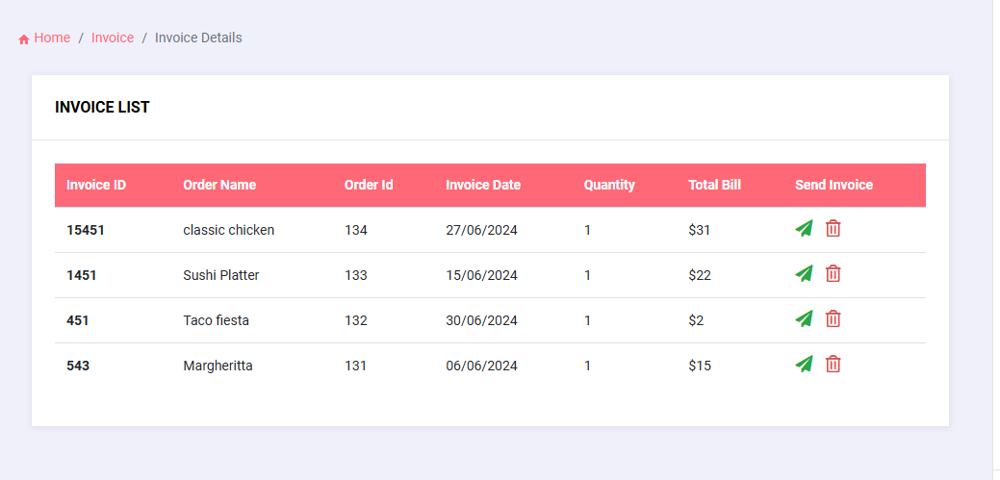 Home / Invoice / Invoice Details
INVOICE LIST
Invoice ID Order Name Order Id Invoice Date Quantity Total Bill Send Invoice
15451 classic chicken 134 27/06/2024 1 $31
1451 Sushi Platter 133 15/06/2024 1 $22
451 Taco fiesta 132 30/06/2024 1 $2
543 Margheritta 131 06/06/2024 1 $15